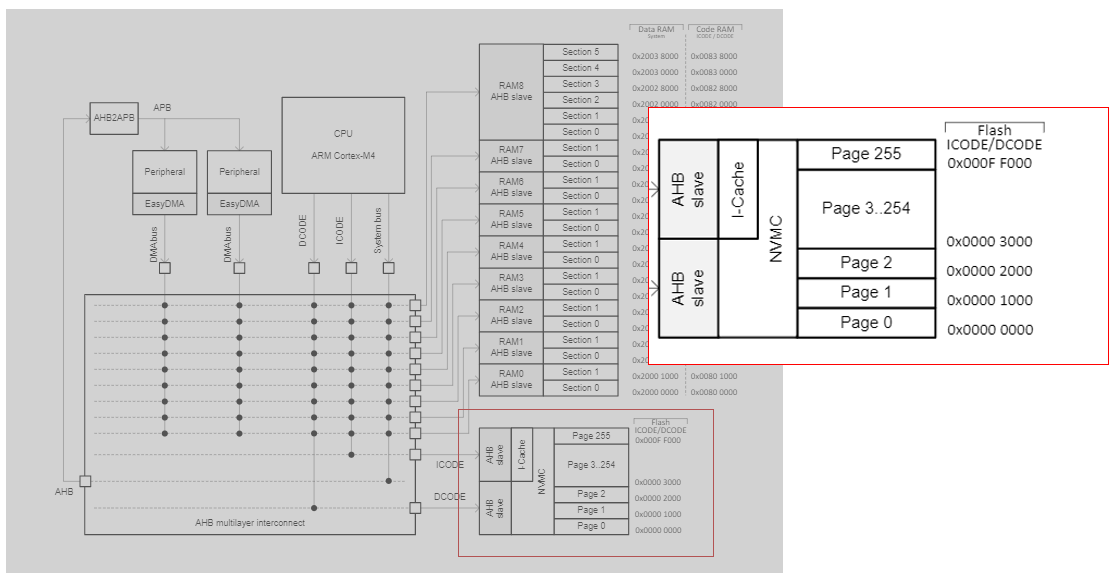 Data RAM
System
Code RAM
ICODE / DCODE
RAM8
AHB slave
Section 5
Section 4
Section 3
Section 2
Section 1
Section 0
0x2003 8000
0x0083 8000
0x2003 0000
0x0083 0000
0x2002 8000
0x0082 8000
0x2002 0000
0x0082 0000
RAM7
AHB slave
Section 1
Section 0
RAM6
AHB slave
Section 1
Section 0
RAM5
AHB slave
Section 1
Section 0
RAM4
AHB slave
Section 1
Section 0
RAM3
AHB slave
Section 1
Section 0
RAM2
AHB slave
Section 1
Section 0
RAM1
AHB slave
Section 1
Section 0
RAM0
AHB slave
Section 1
Section 0
0x2000 1000
0x0080 1000
0x2000 0000
0x0080 0000
AHB2APB
APB
Peripheral
EasyDMA
Peripheral
EasyDMA
CPU
ARM Cortex-M4
DMA bus
DMA bus
DCODE
ICODE
System bus
AHB
AHB multilayer interconnect
ICODE
DCODE
AHB
slave
AHB
slave
I-Cache
NVMC
Page 255
Page 3..254
Page 2
Page 1
Page 0
Flash
ICODE/DCODE
0x000F F000
0x0000 3000
0x0000 2000
0x0000 1000
0x0000 0000
AHB
slave
AHB
slave
I-Cache
NVMC
Page 255
Page 3..254
Page 2
Page 1
Page 0
Flash
ICODE/DCODE
0x000F F000
0x0000 3000
0x0000 2000
0x0000 1000
0x0000 0000